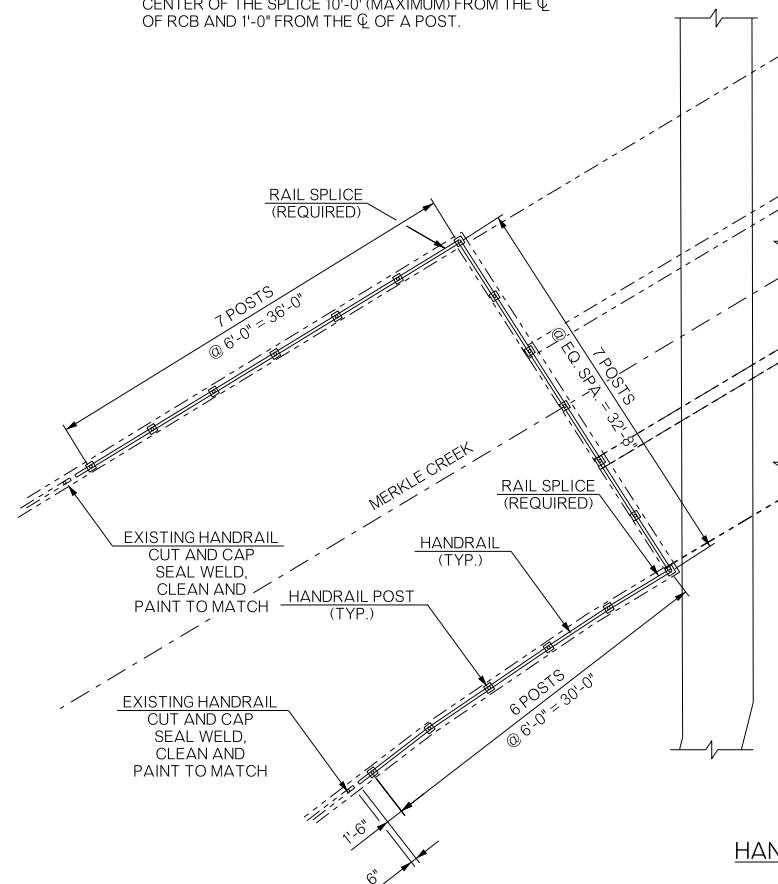 CENTER OF THE SPLICE 10'-0' (MAXIMUM) FROM THE ℄
OF RCB AND 1'-0" FROM THE ℄ OF A POST.
RAIL SPLICE
(REQUIRED)
7 POSTS
@ 6'-0" = 36'-0"
7 POSTS
@ EQ. SPA. = 32'-8"
MERKLE CREEK
RAIL SPLICE
(REQUIRED)
EXISTING HANDRAIL
CUT AND CAP
SEAL WELD,
CLEAN AND
PAINT TO MATCH
HANDRAIL
(TYP.)
HANDRAIL POST
(TYP.)
6 POSTS
@ 6'-0" = 30'-0"
EXISTING HANDRAIL
CUT AND CAP
SEAL WELD,
CLEAN AND
PAINT TO MATCH
1'-6"
6"
HAN